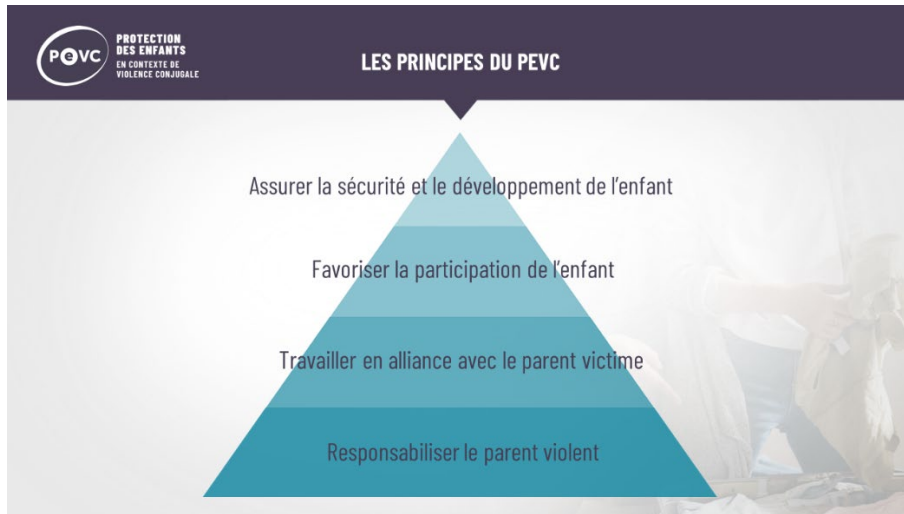 PEVC
PROTECTION
DES ENFANTS
EN CONTEXTE DE
VIOLENCE CONJUGALE
LES PRINCIPES DU PEVC
Assurer la sécurité et le développement de l'enfant
Favoriser la participation de l'enfant
Travailler en alliance avec le parent victime
Responsabiliser le parent violent